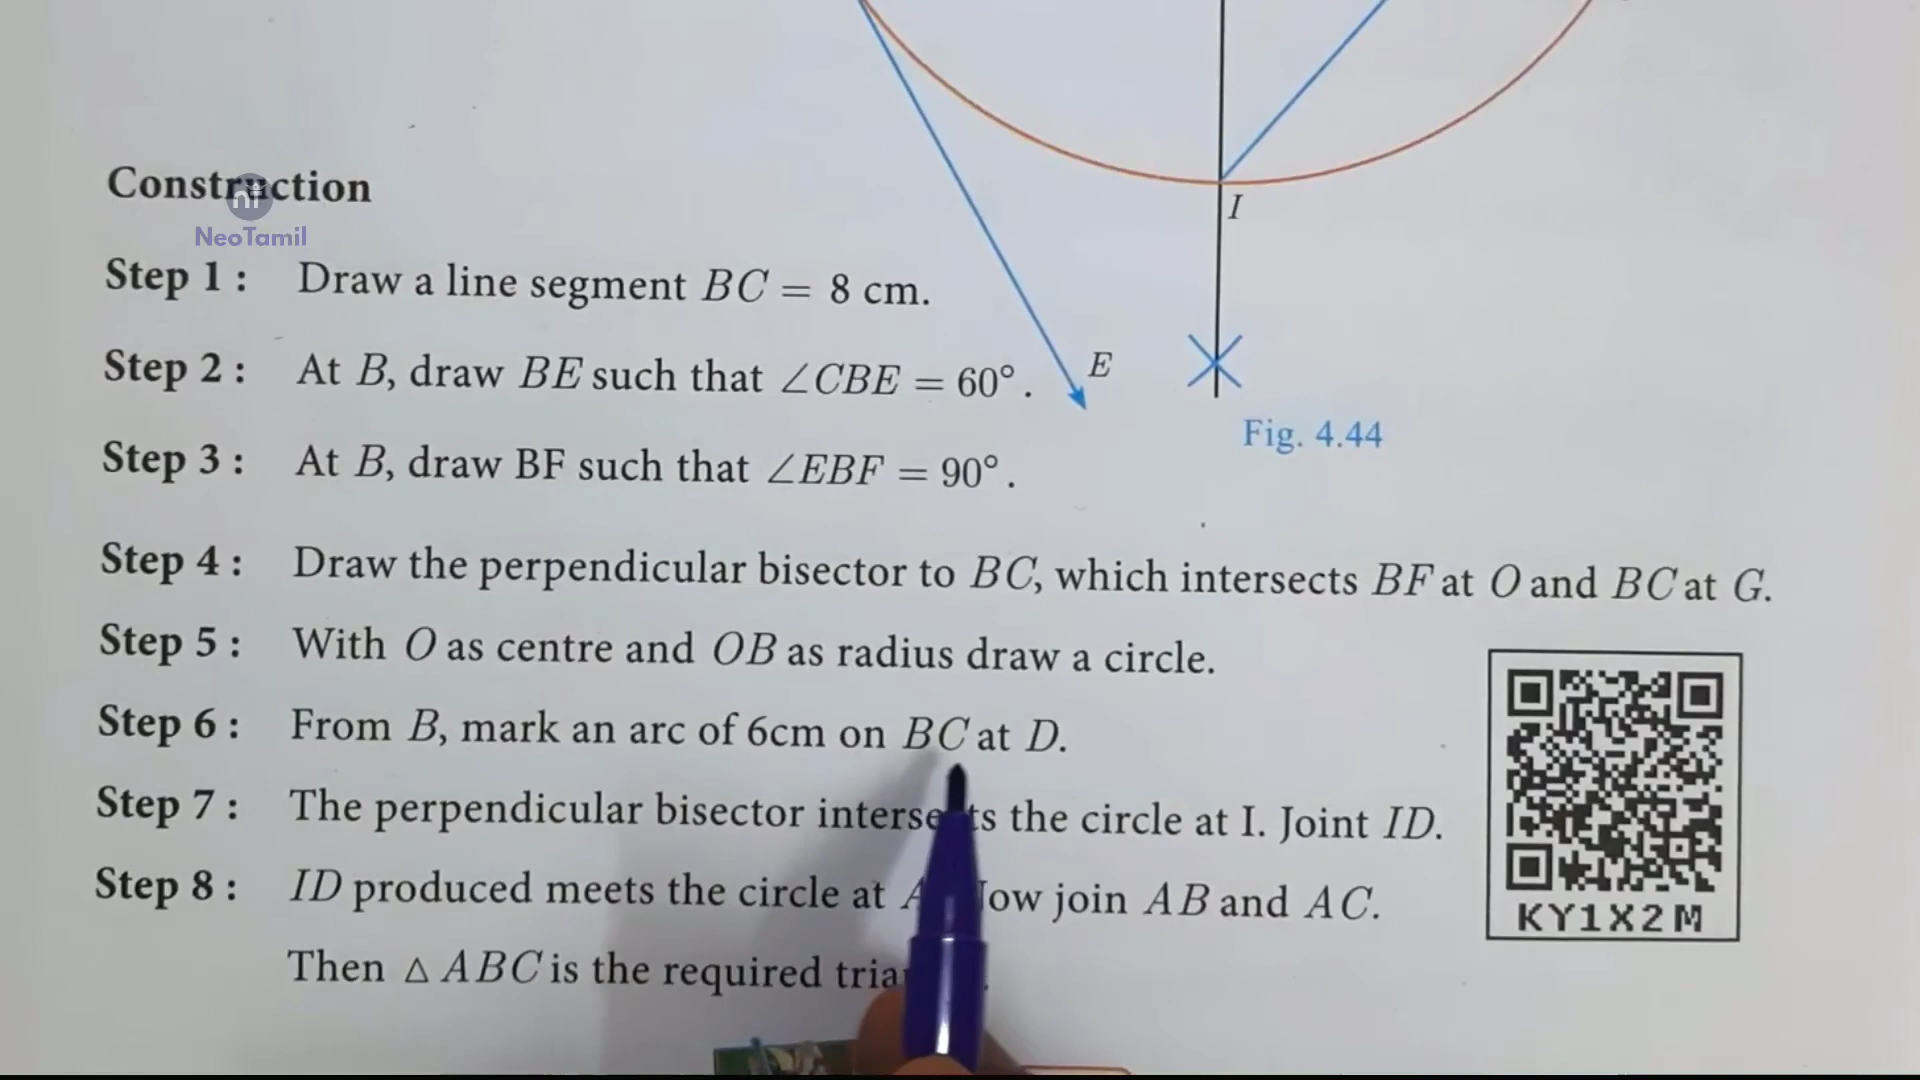 I
Construction
NeoTamil
Step 1 : Draw a line segment BC = 8 cm.
Step 2 : At B, draw BE such that ∠CBE = 60°.
E
Fig. 4.44
Step 3 : At B, draw BF such that ∠EBF = 90°.
Step 4 : Draw the perpendicular bisector to BC, which intersects BF at O and BC at G.
Step 5 : With O as centre and OB as radius draw a circle.
Step 6 : From B, mark an arc of 6cm on BC at D.
Step 7 : The perpendicular bisector intersects the circle at I. Joint ID.
Step 8 : ID produced meets the circle at A join AB and AC.
KY1X2M
Then △ ABC is the required